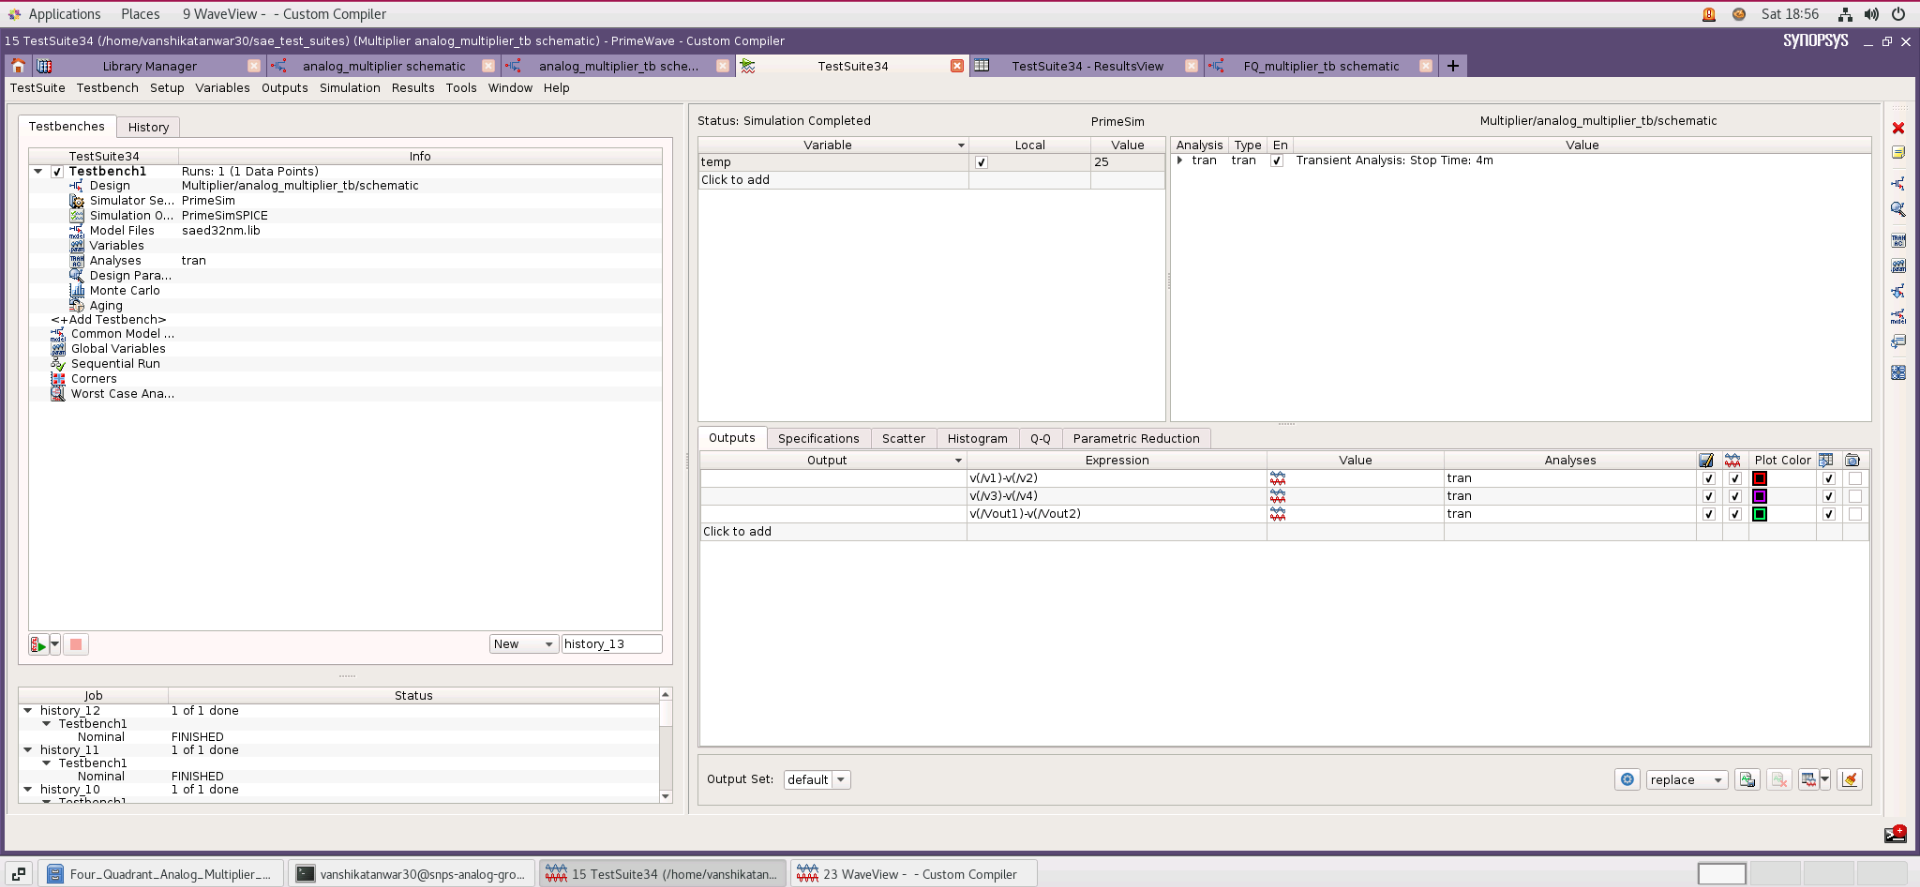 Applications Places 9 WaveView - - Custom Compiler Sat 18:56
15 TestSuite34 (/home/vanshikatanwar30/sae_test_suites) (Multiplier analog_multiplier_tb schematic) - PrimeWave - Custom Compiler SYNOPSYS
Library Manager analog_multiplier schematic analog_multiplier_tb sche... TestSuite34 TestSuite34 - ResultsView FQ_multiplier_tb schematic
TestSuite Testbench Setup Variables Outputs Simulation Results Tools Window Help
Testbenches History
TestSuite34 Info
Testbench1 Runs: 1 (1 Data Points)
Design Multiplier/analog_multiplier_tb/schematic
Simulator Se... PrimeSim
Simulation O... PrimeSimSPICE
Model Files saed32nm.lib
Variables
Analyses tran
Design Para...
Monte Carlo
Aging
<+Add Testbench>
Common Model ...
Global Variables
Sequential Run
Corners
Worst Case Ana...
New history_13
Job Status
history_12 1 of 1 done
Testbench1
Nominal FINISHED
history_11 1 of 1 done
Testbench1
Nominal FINISHED
history_10 1 of 1 done
Testbench1
Status: Simulation Completed PrimeSim Multiplier/analog_multiplier_tb/schematic
Variable Local Value
temp 25
Click to add
Analysis Type En Value
tran tran Transient Analysis: Stop Time: 4m
Outputs Specifications Scatter Histogram Q-Q Parametric Reduction
Output Expression Value Analyses Plot Color
v(/v1)-v(/v2) tran
v(/v3)-v(/v4) tran
v(/Vout1)-v(/Vout2) tran
Click to add
Output Set: default replace
Four_Quadrant_Analog_Multiplier_... vanshikatanwar30@snps-analog-gro... 15 TestSuite34 (/home/vanshikatan... 23 WaveView - - Custom Compiler